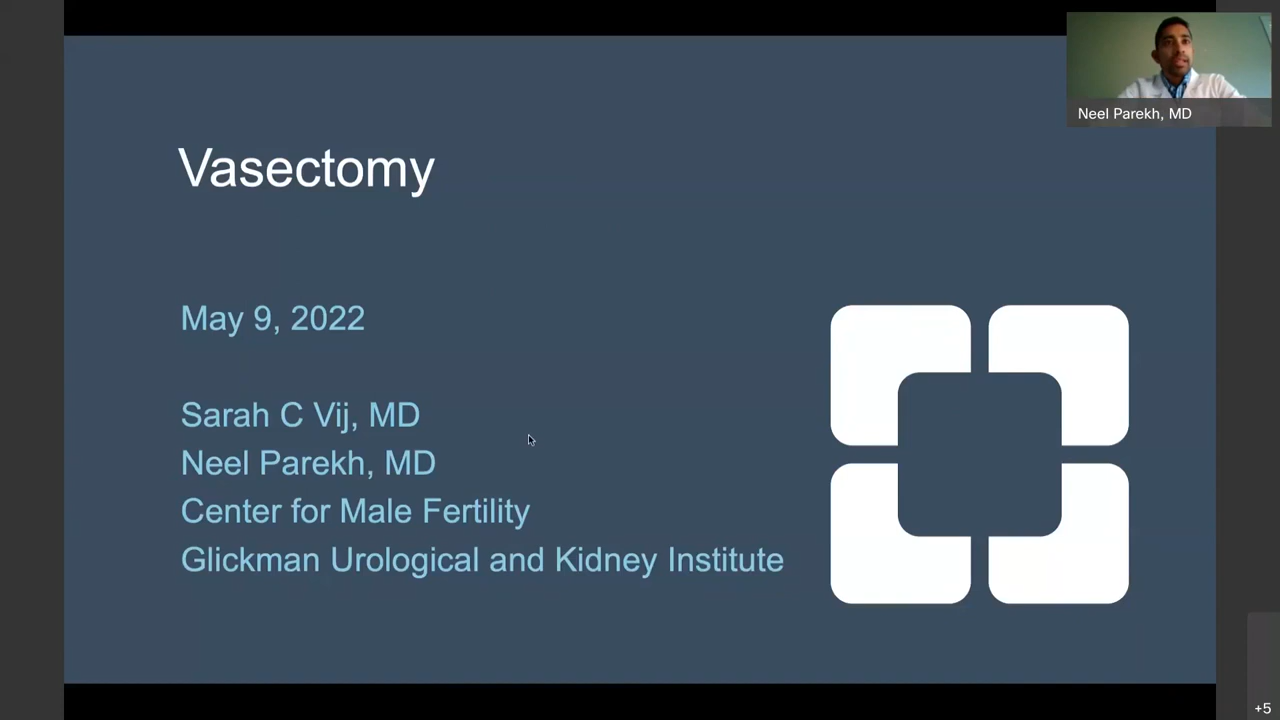 Neel Parekh, MD
Vasectomy
May 9, 2022
Sarah C Vij, MD
Neel Parekh, MD
Center for Male Fertility
Glickman Urological and Kidney Institute
+5